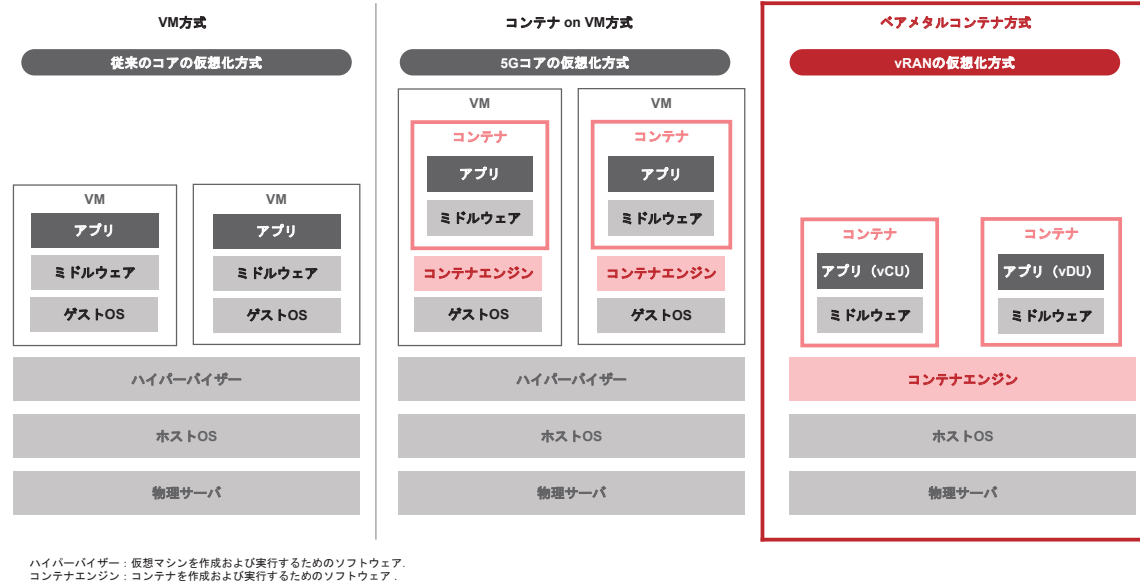 VM方式
従来のコアの仮想化方式
VM
アプリ
ミドルウェア
ゲストOS
VM
アプリ
ミドルウェア
ゲストOS
ハイパーバイザー
ホストOS
物理サーバ
コンテナ on VM方式
5Gコアの仮想化方式
VM
コンテナ
アプリ
ミドルウェア
コンテナエンジン
ゲストOS
VM
コンテナ
アプリ
ミドルウェア
コンテナエンジン
ゲストOS
ハイパーバイザー
ホストOS
物理サーバ
ベアメタルコンテナ方式
vRANの仮想化方式
コンテナ
アプリ（vCU）
ミドルウェア
コンテナ
アプリ（vDU）
ミドルウェア
コンテナエンジン
ホストOS
物理サーバ
ハイパーバイザー：仮想マシンを作成および実行するためのソフトウェア．
コンテナエンジン：コンテナを作成および実行するためのソフトウェア．